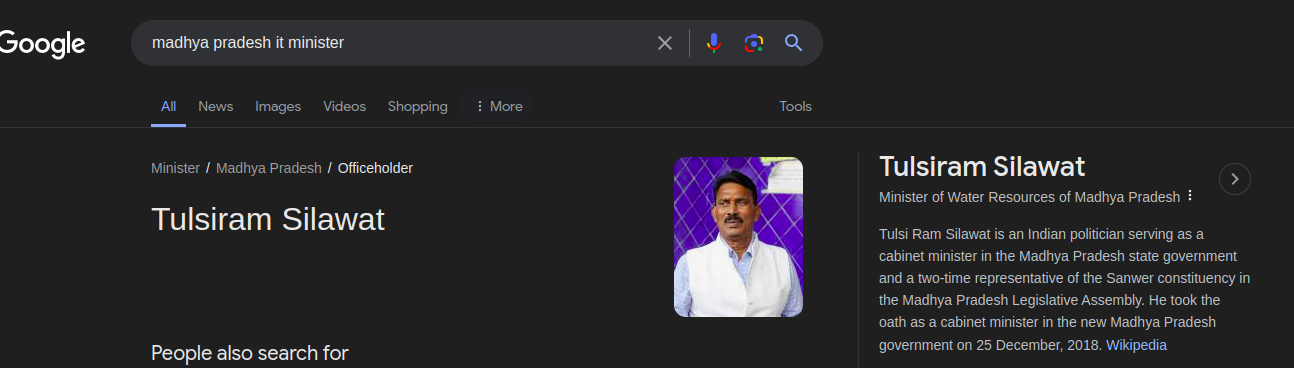 Google
madhya pradesh it minister
All News Images Videos Shopping More Tools
Minister / Madhya Pradesh / Officeholder
Tulsiram Silawat
People also search for
Tulsiram Silawat
Minister of Water Resources of Madhya Pradesh
Tulsi Ram Silawat is an Indian politician serving as a
cabinet minister in the Madhya Pradesh state government
and a two-time representative of the Sanwer constituency in
the Madhya Pradesh Legislative Assembly. He took the
oath as a cabinet minister in the new Madhya Pradesh
government on 25 December, 2018. Wikipedia